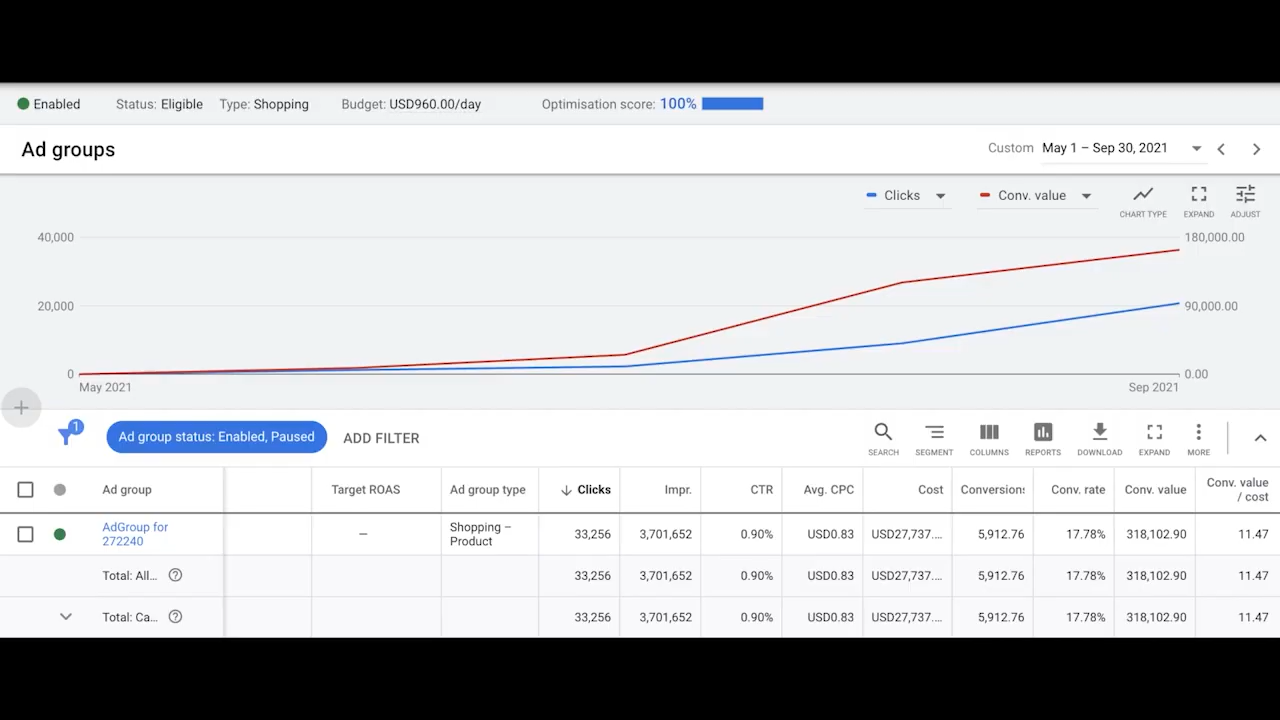 Enabled Status: Eligible Type: Shopping Budget: USD960.00/day Optimisation score: 100%
Ad groups Custom May 1 – Sep 30, 2021
Clicks Conv. value CHART TYPE EXPAND ADJUST
40,000 180,000.00
20,000 90,000.00
0 0.00
May 2021 Sep 2021
1 Ad group status: Enabled, Paused ADD FILTER SEARCH SEGMENT COLUMNS REPORTS DOWNLOAD EXPAND MORE
Ad group Target ROAS Ad group type Clicks Impr. CTR Avg. CPC Cost Conversions Conv. rate Conv. value Conv. value
/ cost
AdGroup for
272240 – Shopping –
Product 33,256 3,701,652 0.90% USD0.83 USD27,737.... 5,912.76 17.78% 318,102.90 11.47
Total: All... 33,256 3,701,652 0.90% USD0.83 USD27,737.... 5,912.76 17.78% 318,102.90 11.47
Total: Ca... 33,256 3,701,652 0.90% USD0.83 USD27,737.... 5,912.76 17.78% 318,102.90 11.47